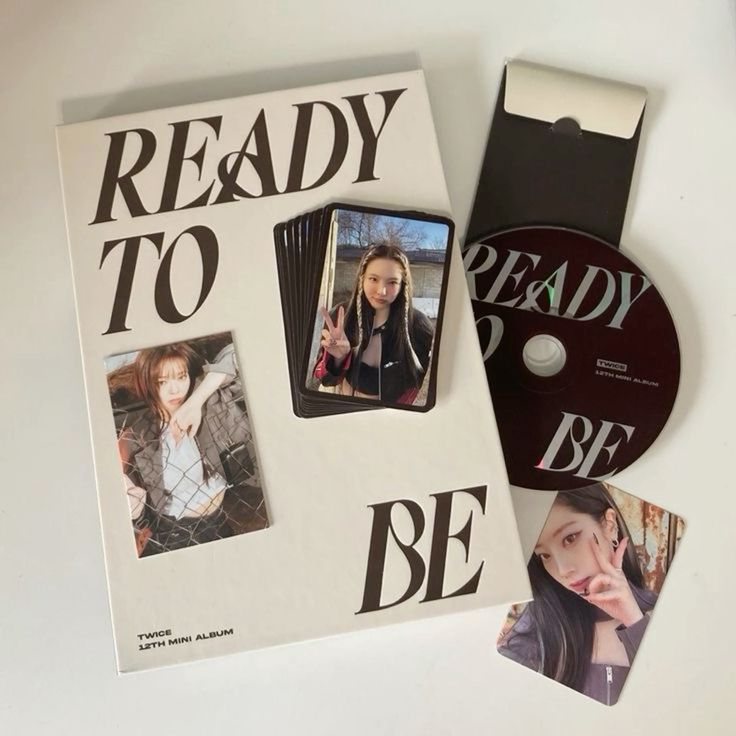 READY
TO
BE
TWICE
12TH MINI ALBUM
READY
TO
TWICE
12TH MINI ALBUM
BE